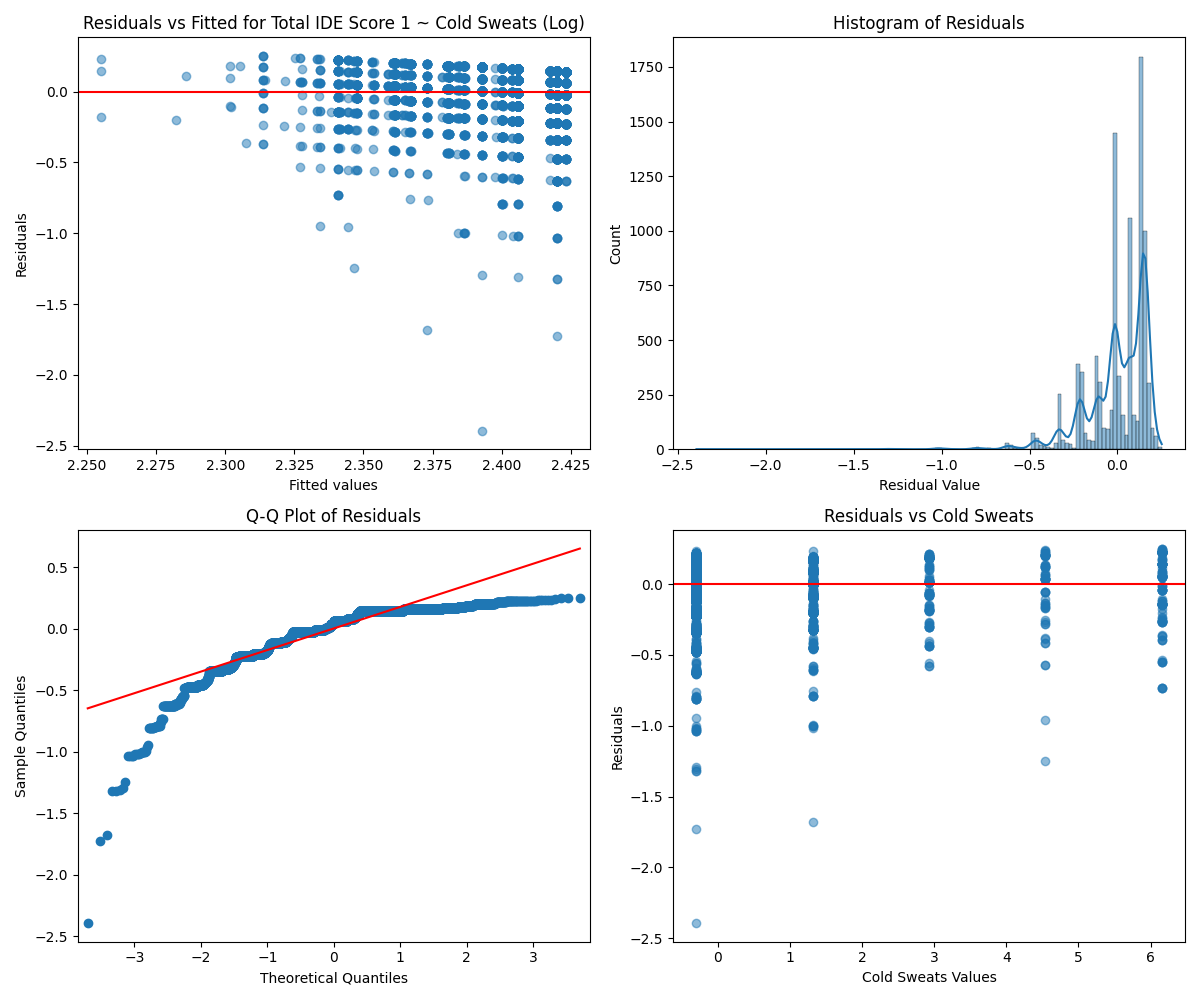 Residuals vs Fitted for Total IDE Score 1 ~ Cold Sweats (Log)
Residuals
0.0
−0.5
−1.0
−1.5
−2.0
−2.5
2.250 2.275 2.300 2.325 2.350 2.375 2.400 2.425
Fitted values
Histogram of Residuals
Count
1750
1500
1250
1000
750
500
250
0
−2.5 −2.0 −1.5 −1.0 −0.5 0.0
Residual Value
Q-Q Plot of Residuals
Sample Quantiles
0.5
0.0
−0.5
−1.0
−1.5
−2.0
−2.5
−3 −2 −1 0 1 2 3
Theoretical Quantiles
Residuals vs Cold Sweats
Residuals
0.0
−0.5
−1.0
−1.5
−2.0
−2.5
0 1 2 3 4 5 6
Cold Sweats Values